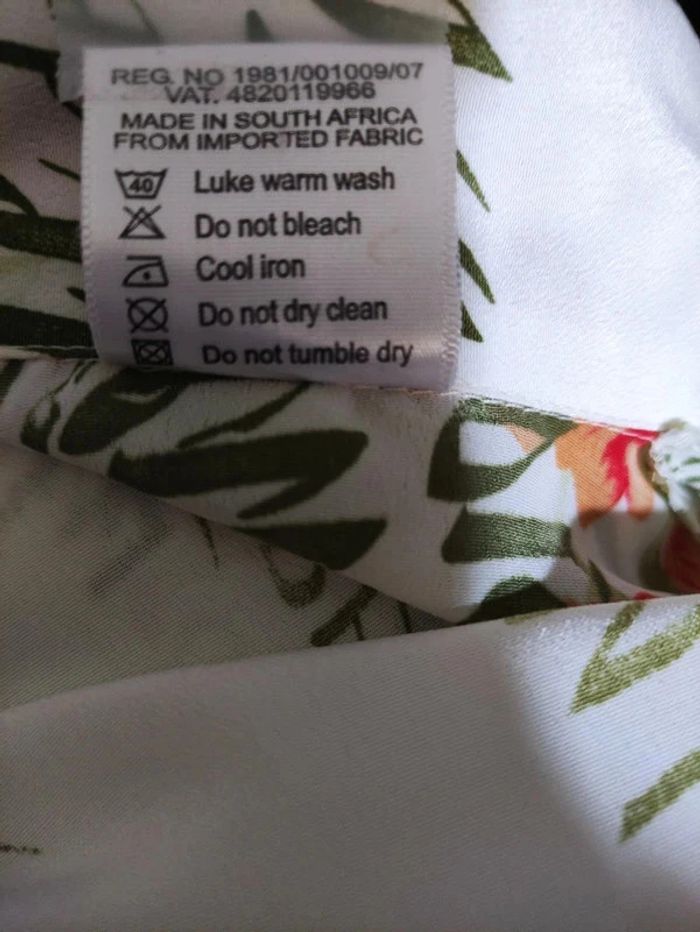 REG. NO 1981/001009/07
VAT. 4820119966
MADE IN SOUTH AFRICA
FROM IMPORTED FABRIC
40 Luke warm wash
Do not bleach
Cool iron
Do not dry clean
Do not tumble dry